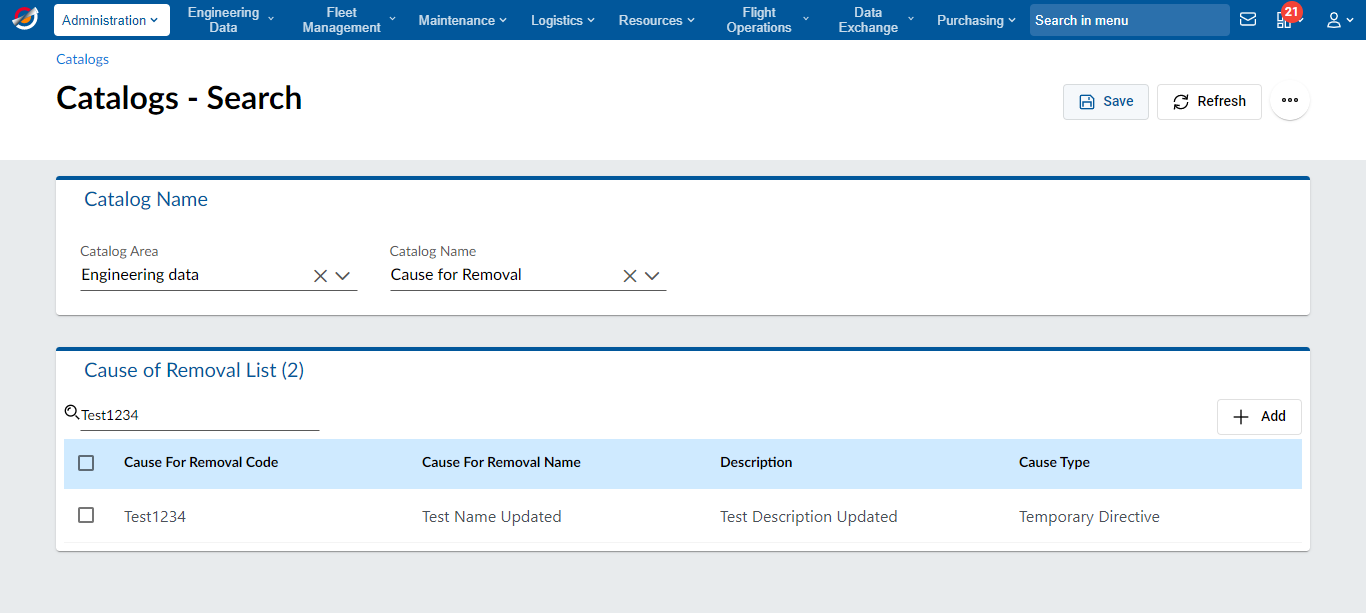 Administration
Engineering Data
Fleet Management
Maintenance
Logistics
Resources
Flight Operations
Data Exchange
Purchasing
Search in menu
21
Catalogs
Catalogs - Search
Save
Refresh
Catalog Name
Catalog Area
Catalog Name
Engineering data
Cause for Removal
Cause of Removal List (2)
Test1234
Add
Cause For Removal Code
Cause For Removal Name
Description
Cause Type
Test1234
Test Name Updated
Test Description Updated
Temporary Directive